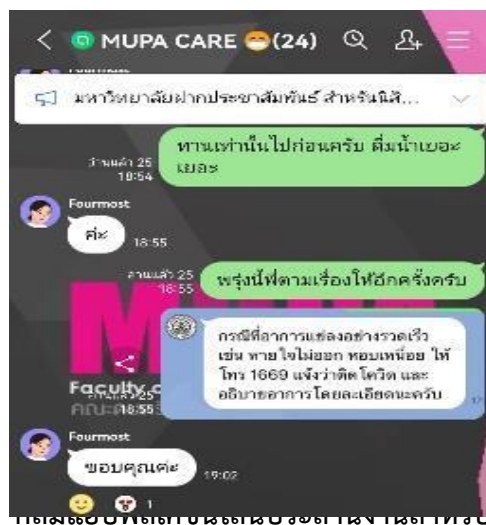 MUPA CARE 😷(24)
มหาวิทยาลัยฝากประชาสัมพันธ์ สำหรับนิสิ...
ทานเท่านั้นไปก่อนครับ ดื่มน้ำเยอะ
เยอะ
อ่านแล้ว 25
18:54
Fourmost
ค่ะ
18:55
พรุ่งนี้พี่ตามเรื่องให้อีกครั้งครับ
อ่านแล้ว 25
18:55
กรณีที่อาการแย่ลงอย่างรวดเร็ว
เช่น หายใจไม่ออก หอบเหนื่อย ให้
โทร 1669 แจ้งว่าติดโควิด และ
อธิบายอาการโดยละเอียดนะครับ
Faculty
18:55
Fourmost
ขอบคุณค่ะ
19:02
1